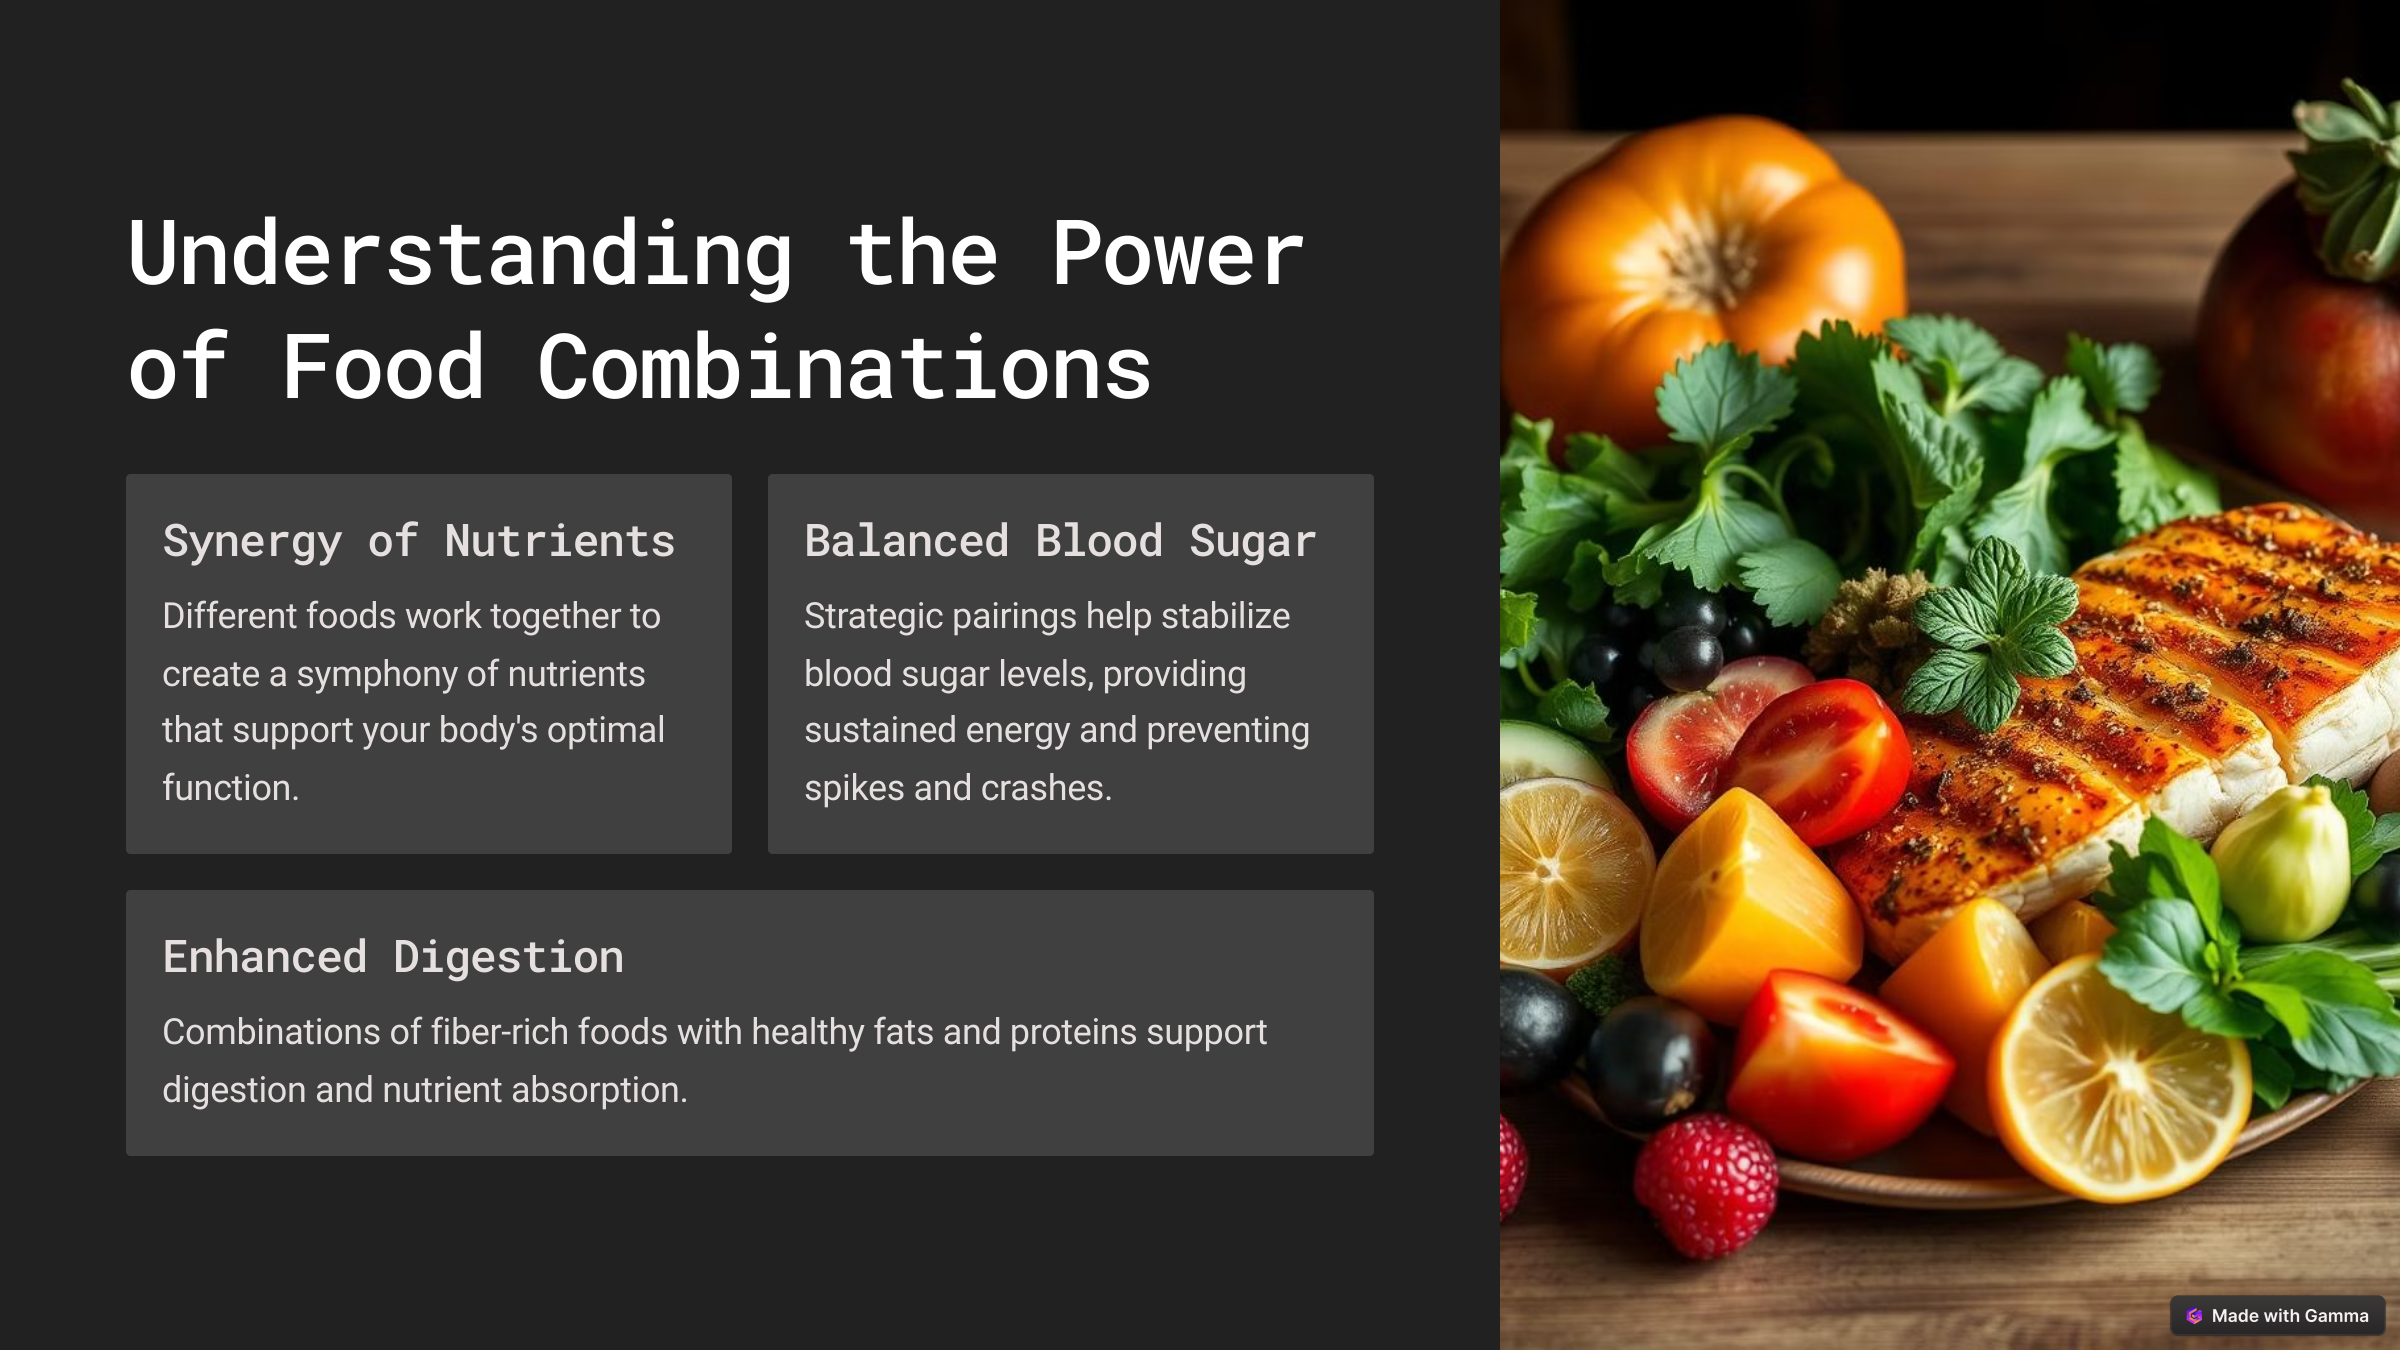 Understanding the Power
of Food Combinations
Synergy of Nutrients
Different foods work together to
create a symphony of nutrients
that support your body's optimal
function.
Balanced Blood Sugar
Strategic pairings help stabilize
blood sugar levels, providing
sustained energy and preventing
spikes and crashes.
Enhanced Digestion
Combinations of fiber-rich foods with healthy fats and proteins support
digestion and nutrient absorption.
Made with Gamma